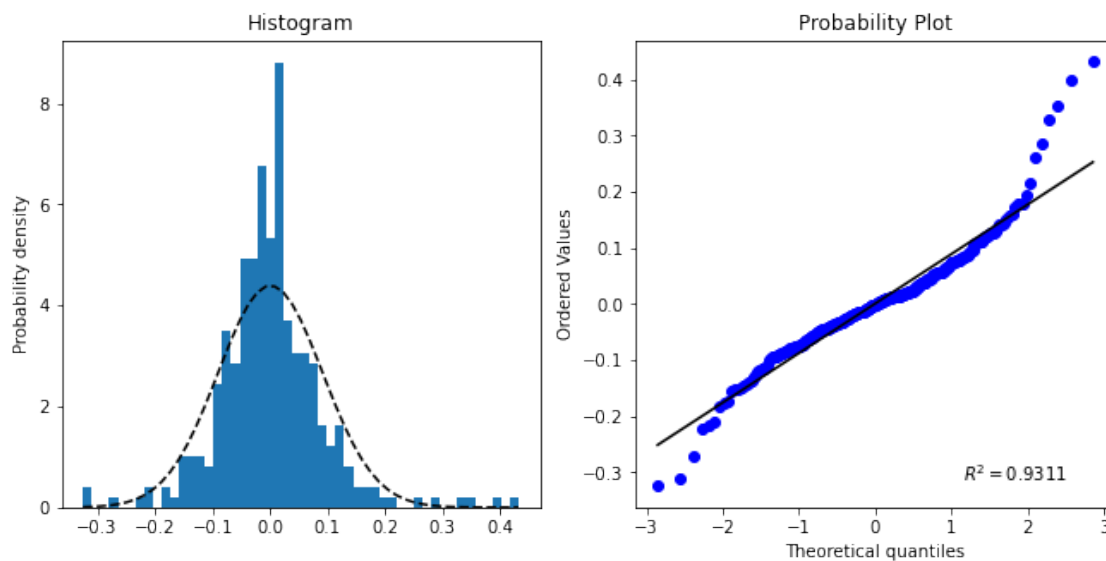 Histogram
Probability density
8
6
4
2
0
−0.3 −0.2 −0.1 0.0 0.1 0.2 0.3 0.4
Probability Plot
Ordered Values
0.4
0.3
0.2
0.1
0.0
−0.1
−0.2
−0.3
R² = 0.9311
−3 −2 −1 0 1 2 3
Theoretical quantiles